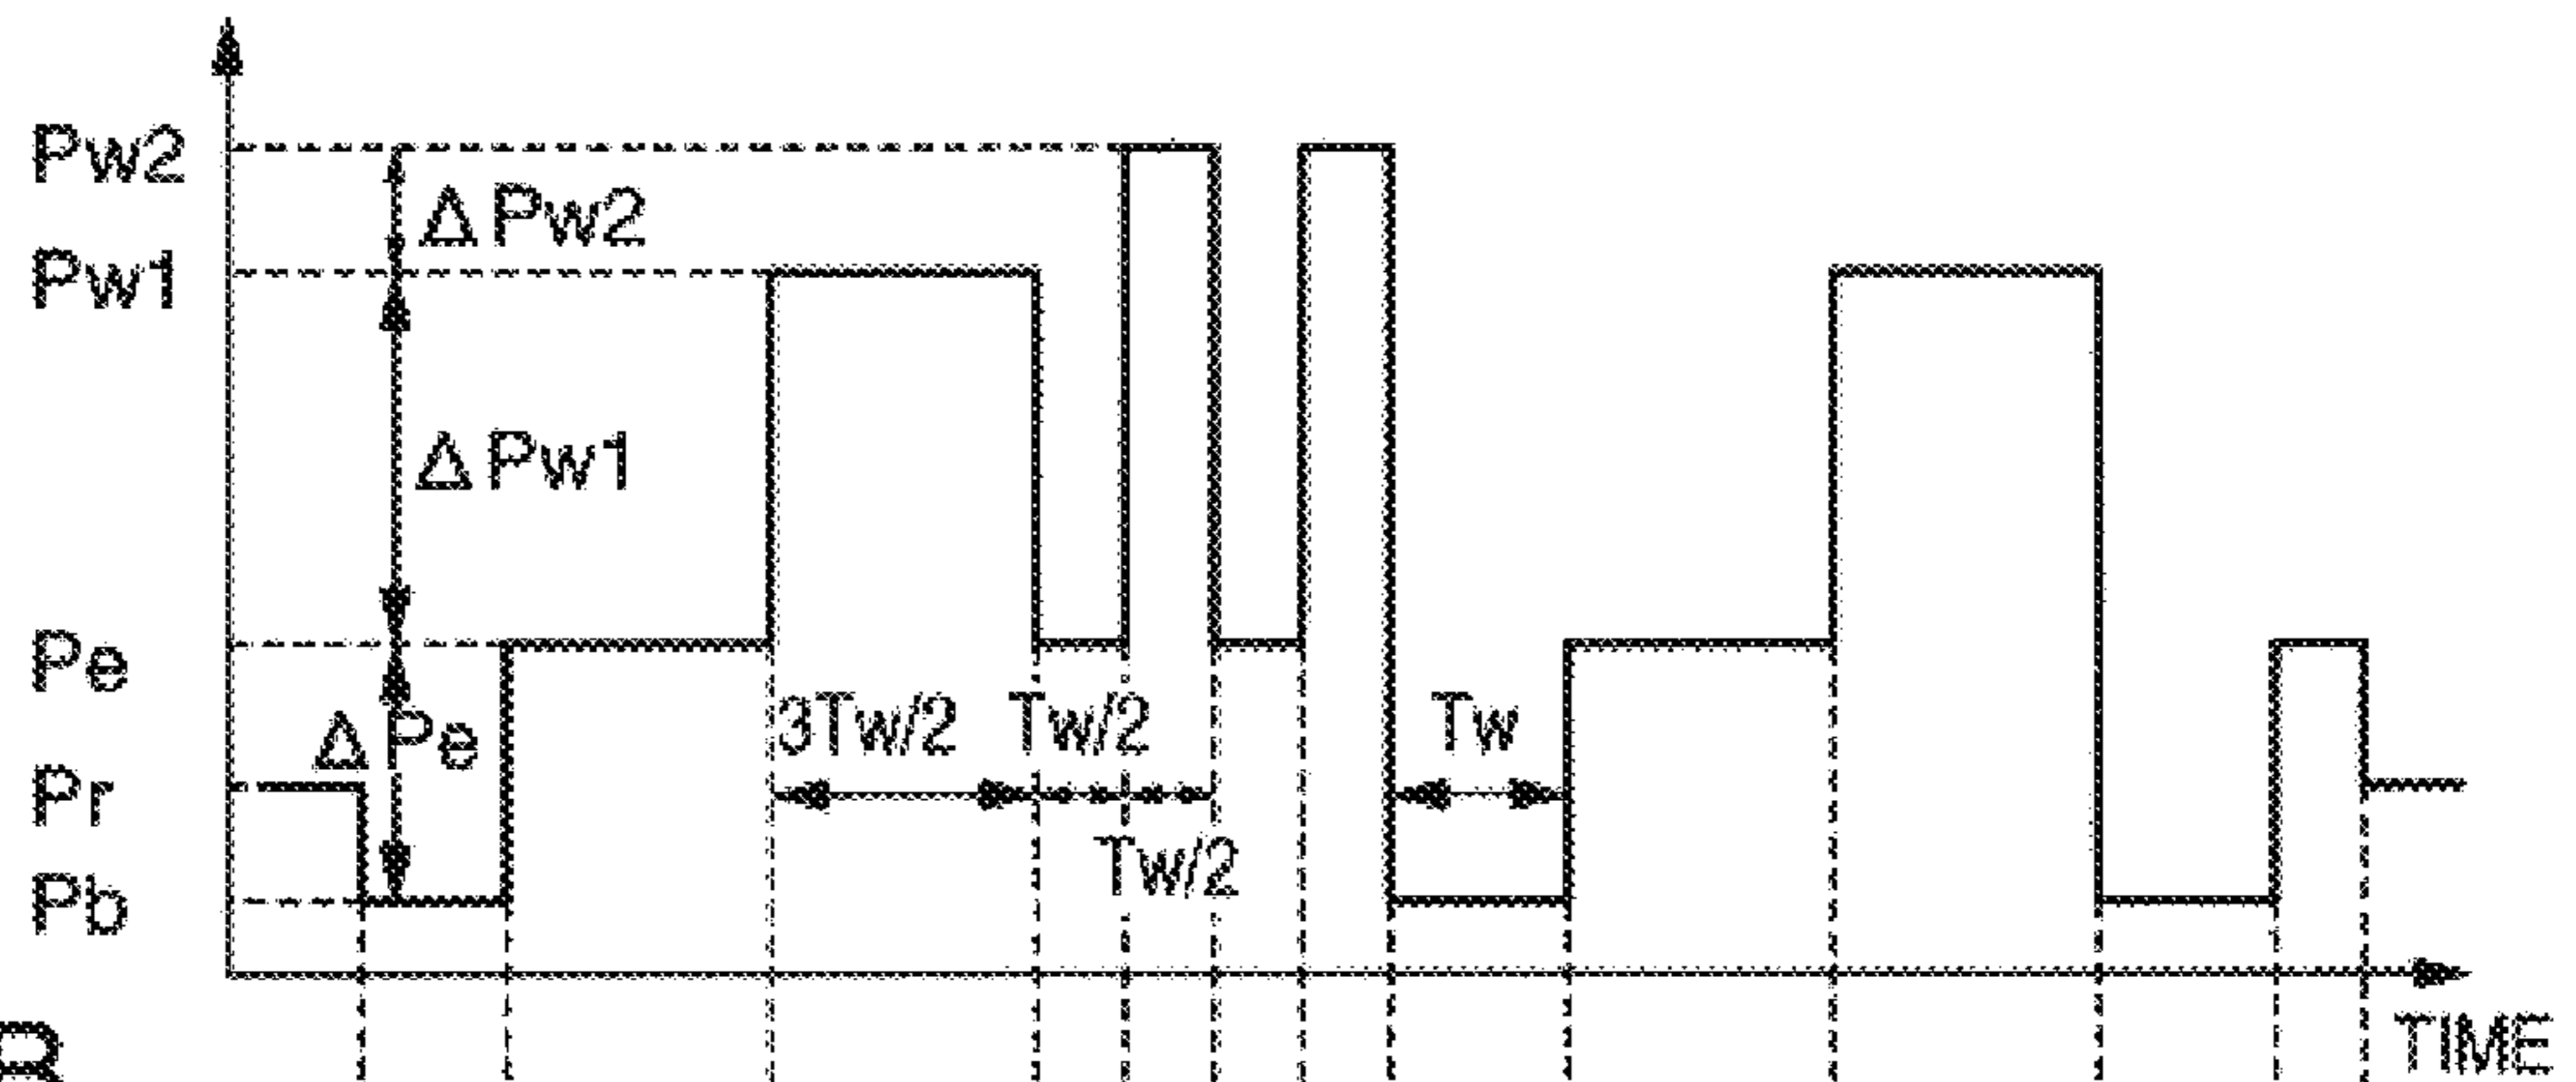 Pw2
ΔPw2
Pw1
ΔPw1
Pe
3Tw/2 Tw/2 Tw
ΔPe
Pr
Tw/2
Pb
TIME